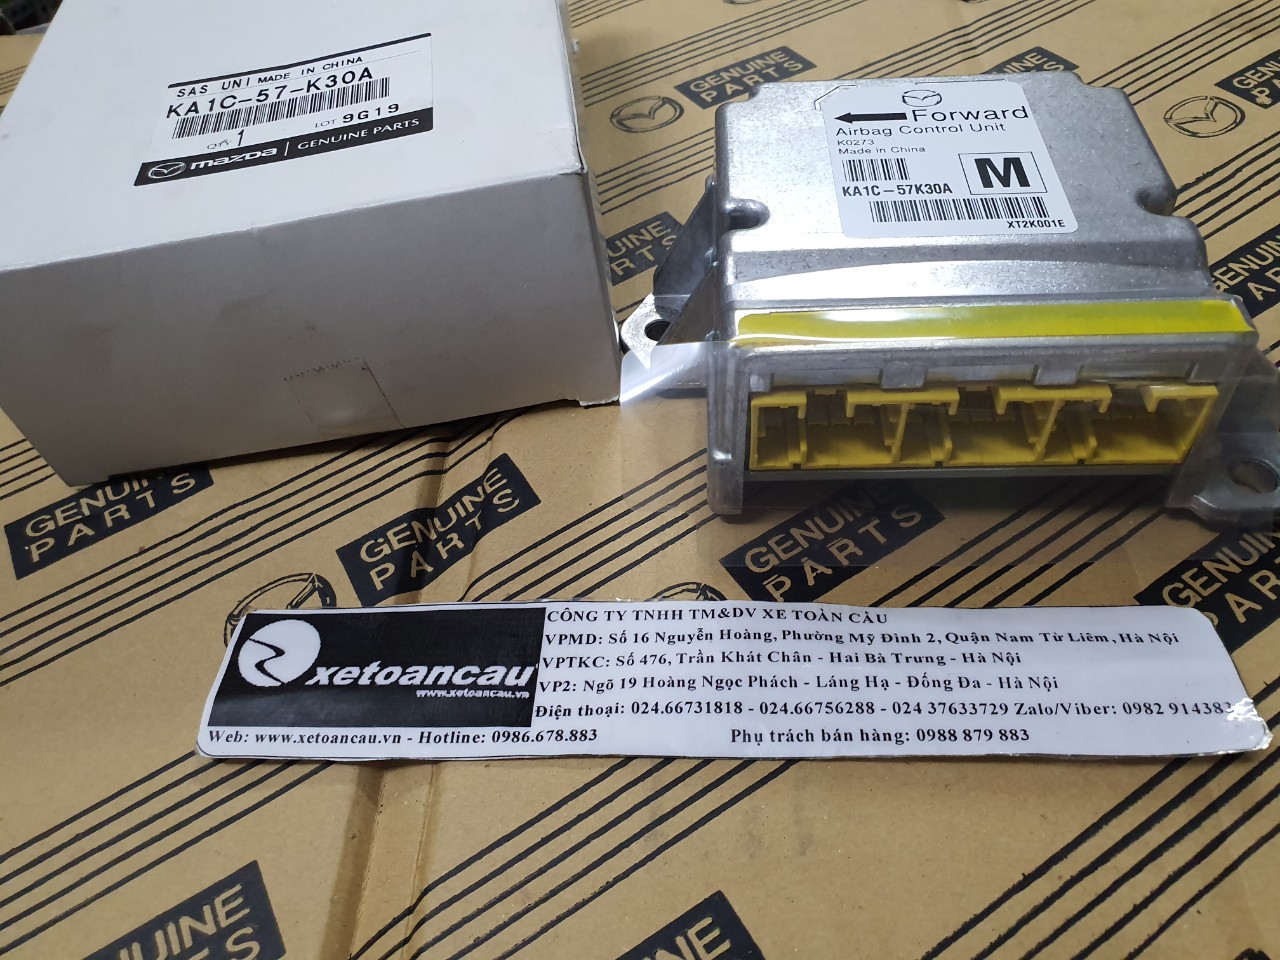 SAS UNI MADE IN CHINA
KA1C-57-K30A
QTY 1 LOT 9G19
mazda GENUINE PARTS
Forward
Airbag Control Unit
K0273
Made in China
M
KA1C-57K30A
XT2K001E
GENUINE PARTS
GENUINE PARTS
GENUINE PARTS
GENUINE PARTS
GENUINE PARTS
GENUINE PARTS
GENUINE PARTS
CÔNG TY TNHH TM&DV XE TOÀN CẦU
VPMD: Số 16 Nguyễn Hoàng, Phường Mỹ Đình 2, Quận Nam Từ Liêm, Hà Nội
VPTKC: Số 476, Trần Khát Chân - Hai Bà Trưng - Hà Nội
VP2: Ngõ 19 Hoàng Ngọc Phách - Láng Hạ - Đống Đa - Hà Nội
Điện thoại: 024.66731818 - 024.66756288 - 024 37633729 Zalo/Viber: 0982 914383
xetoancau
www.xetoancau.vn
Web: www.xetoancau.vn - Hotline: 0986.678.883 Phụ trách bán hàng: 0988 879 883